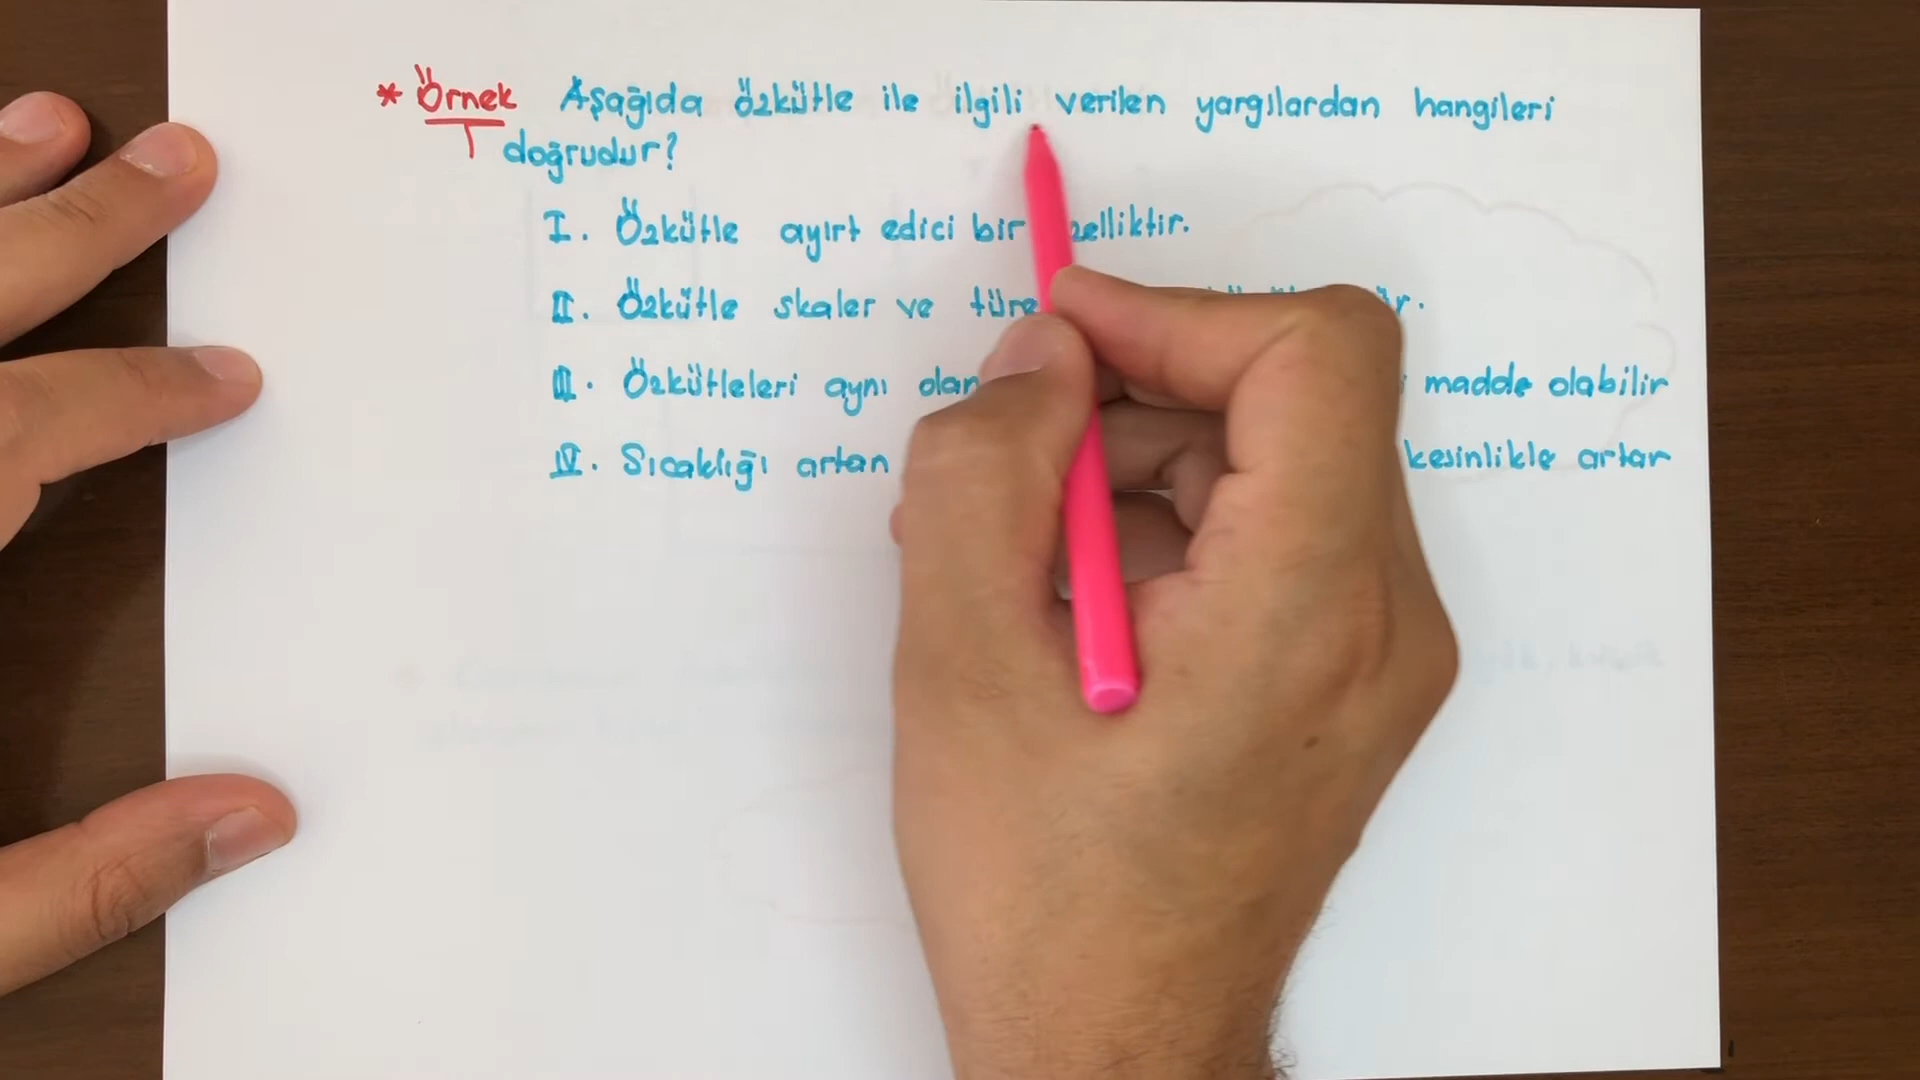 * Örnek Aşağıda özkütle ile ilgili verilen yargılardan hangileri
doğrudur?
I. Özkütle ayırt edici bir zelliktir.
II. Özkütle skaler ve türe
III. Özkütleleri aynı olan madde olabilir
IV. Sıcaklığı artan kesinlikle artar